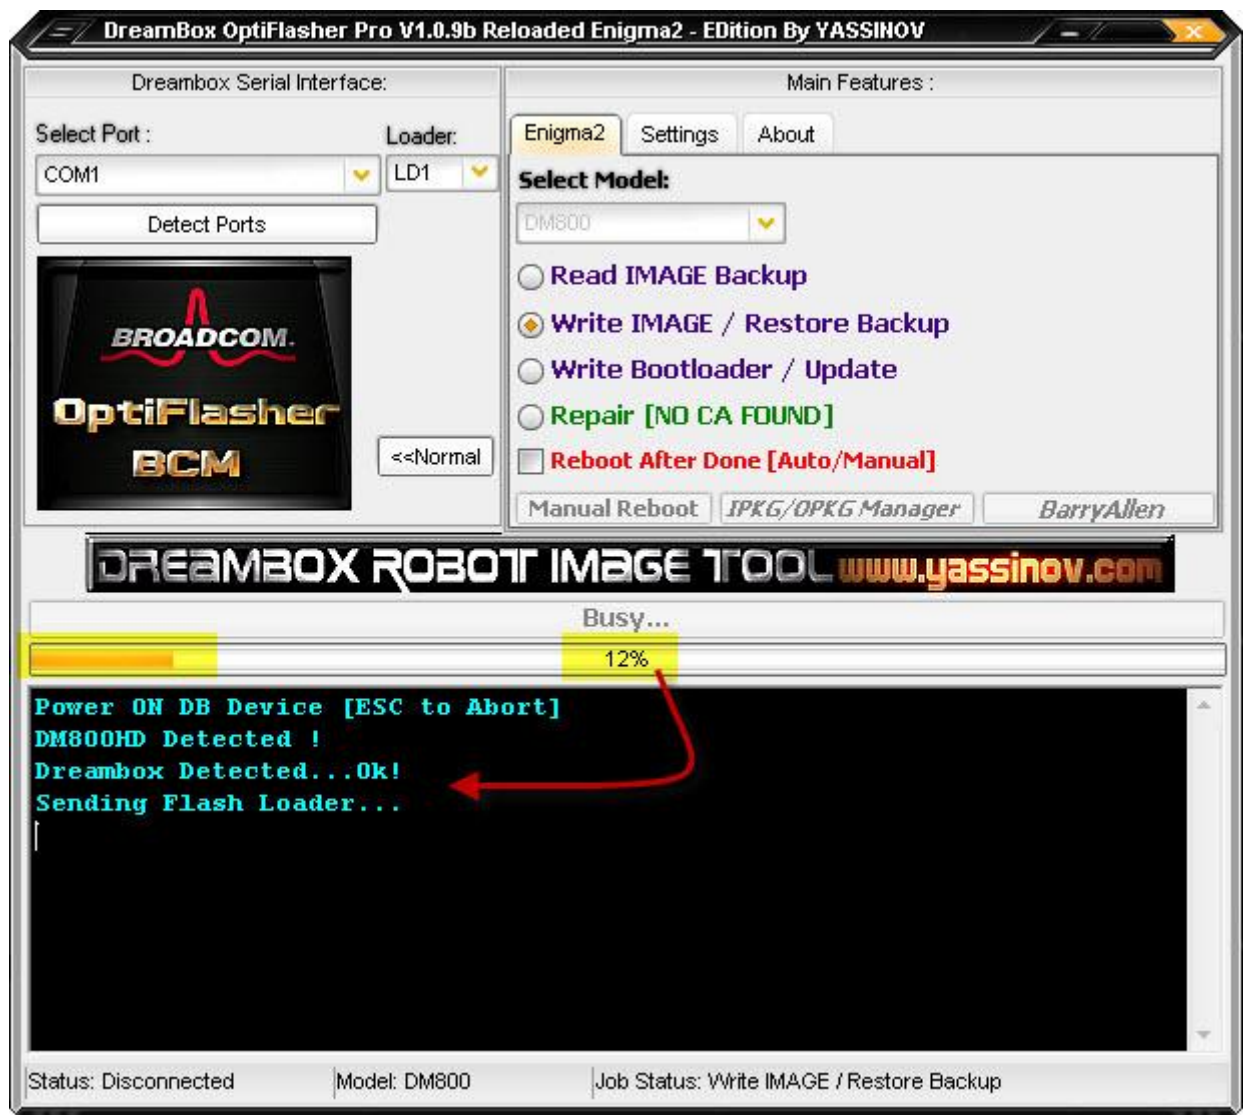 DreamBox OptiFlasher Pro V1.0.9b Reloaded Enigma2 - EDition By YASSINOV
Dreambox Serial Interface:
Select Port :
Loader:
COM1
LD1
Detect Ports
BROADCOM.
OptiFlasher
BCM
<<Normal
Main Features :
Enigma2
Settings
About
Select Model:
DM800
Read IMAGE Backup
Write IMAGE / Restore Backup
Write Bootloader / Update
Repair [NO CA FOUND]
Reboot After Done [Auto/Manual]
Manual Reboot
IPKG/OPKG Manager
BarryAllen
DREAMBOX ROBOT IMAGE TOOL www.yassinov.com
Busy...
12%
Power ON DB Device [ESC to Abort]
DM800HD Detected !
Dreambox Detected...Ok!
Sending Flash Loader...
Status: Disconnected
Model: DM800
Job Status: Write IMAGE / Restore Backup